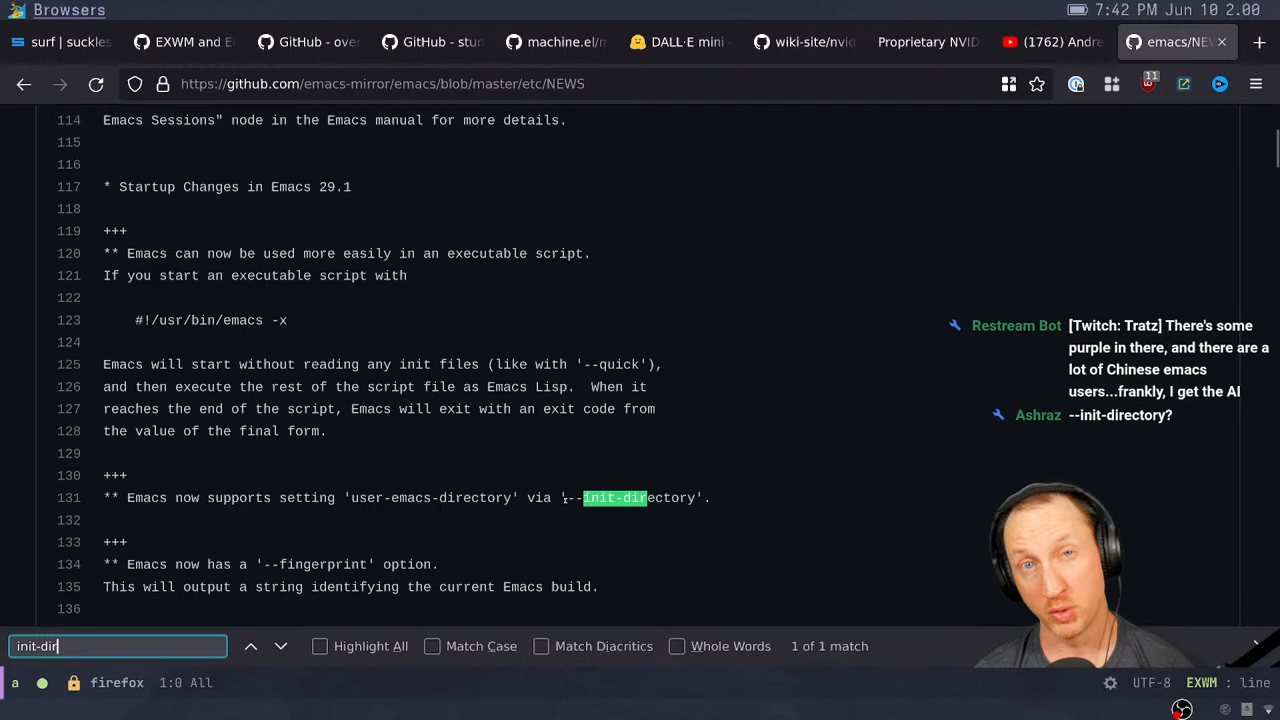 Browsers
7:42 PM Jun 10 2.00
surf | suckles
EXWM and E
GitHub - over
GitHub - stun
machine.el/m
DALL·E mini -
wiki-site/nvid
Proprietary NVID
(1762) Andre
emacs/NEW
https://github.com/emacs-mirror/emacs/blob/master/etc/NEWS
11
114 Emacs Sessions" node in the Emacs manual for more details.
115
116
117 * Startup Changes in Emacs 29.1
118
119 +++
120 ** Emacs can now be used more easily in an executable script.
121 If you start an executable script with
122
123 #!/usr/bin/emacs -x
124
125 Emacs will start without reading any init files (like with '--quick'),
126 and then execute the rest of the script file as Emacs Lisp.  When it
127 reaches the end of the script, Emacs will exit with an exit code from
128 the value of the final form.
129
130 +++
131 ** Emacs now supports setting 'user-emacs-directory' via '--init-directory'.
132
133 +++
134 ** Emacs now has a '--fingerprint' option.
135 This will output a string identifying the current Emacs build.
136
Restream Bot [Twitch: Tratz] There's some
purple in there, and there are a
lot of Chinese emacs
users...frankly, I get the AI
Ashraz --init-directory?
init-dir
Highlight All
Match Case
Match Diacritics
Whole Words
1 of 1 match
a
firefox
1:0 All
UTF-8
EXWM : line